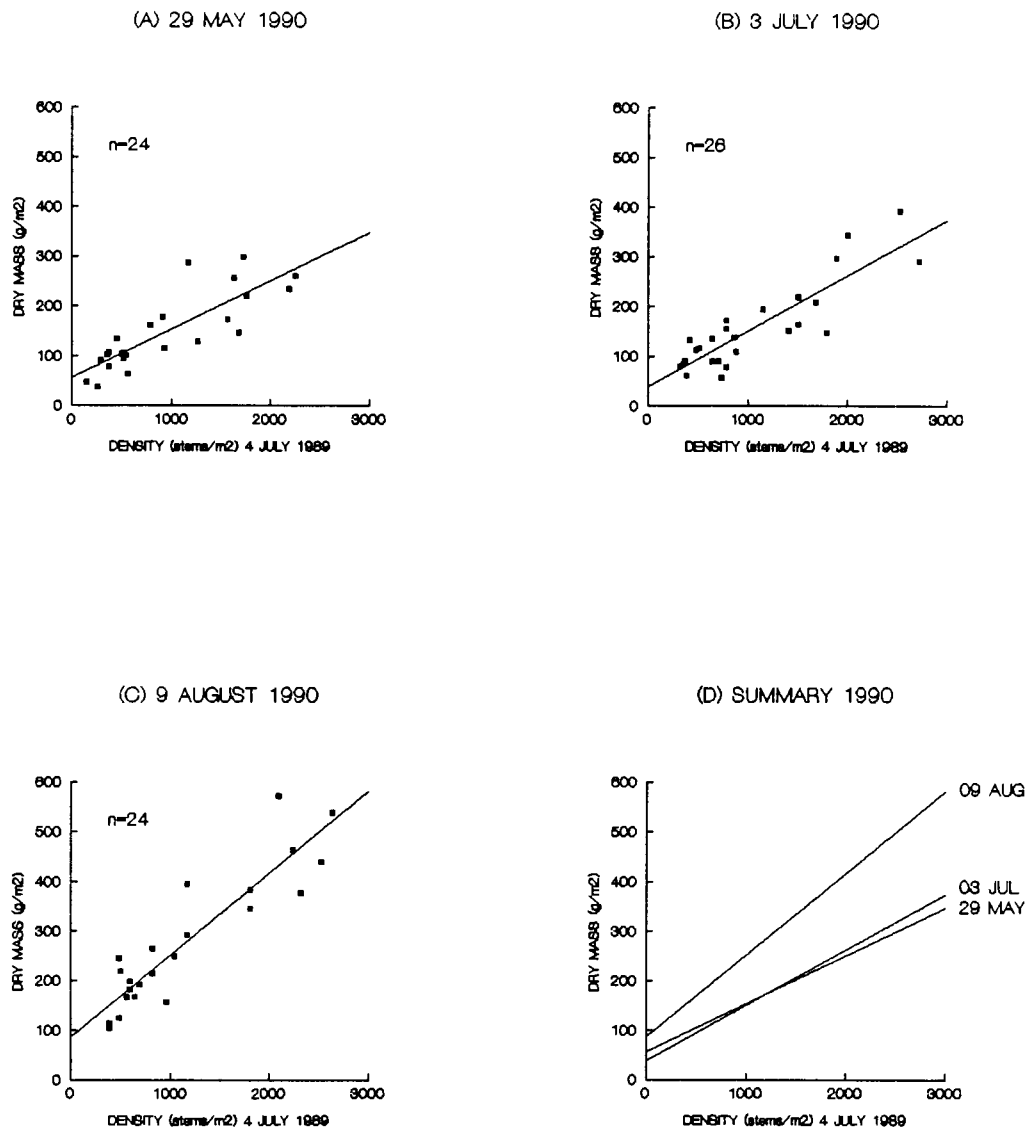 (A) 29 MAY 1990
600
500
400
300
200
100
0
n=24
DRY MASS (g/m2)
0 1000 2000 3000
DENSITY (stems/m2) 4 JULY 1989
(B) 3 JULY 1990
600
500
400
300
200
100
0
n=26
DRY MASS (g/m2)
0 1000 2000 3000
DENSITY (stems/m2) 4 JULY 1989
(C) 9 AUGUST 1990
600
500
400
300
200
100
0
n=24
DRY MASS (g/m2)
0 1000 2000 3000
DENSITY (stems/m2) 4 JULY 1989
(D) SUMMARY 1990
600
500
400
300
200
100
0
09 AUG
03 JUL
29 MAY
DRY MASS (g/m2)
0 1000 2000 3000
DENSITY (stems/m2) 4 JULY 1989